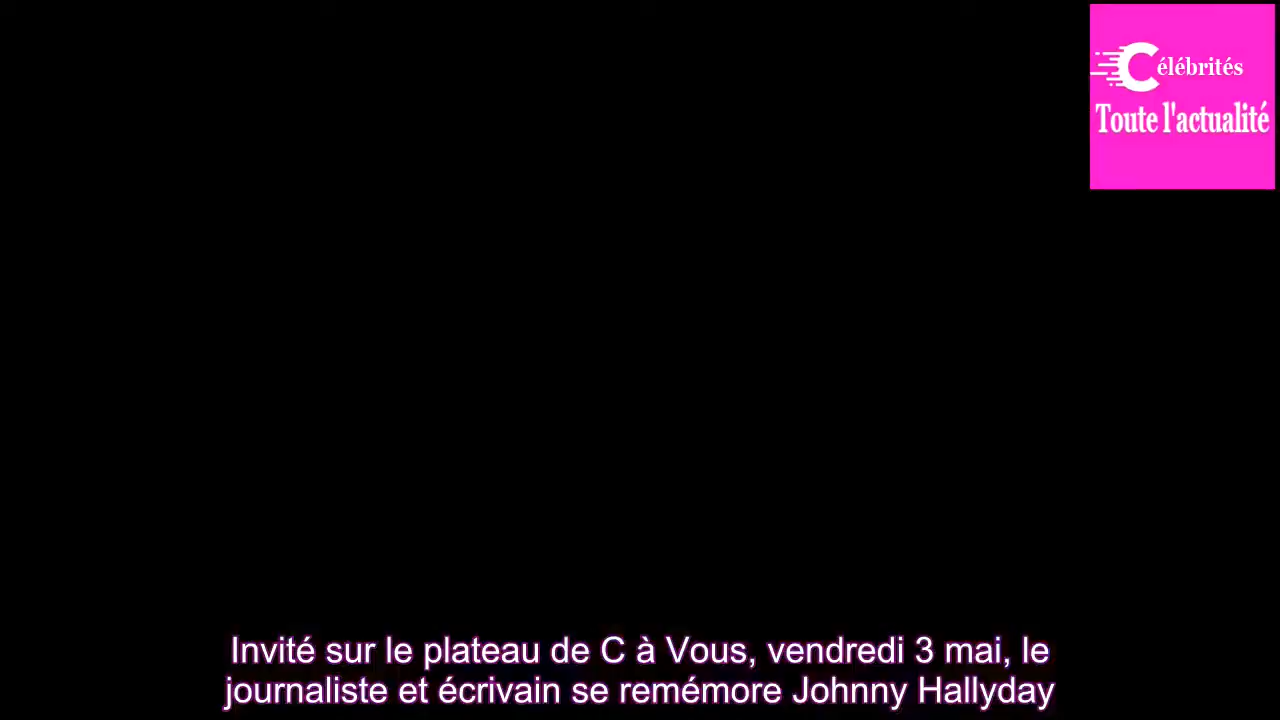 Célébrités
Toute l'actualité
Invité sur le plateau de C à Vous, vendredi 3 mai, le
journaliste et écrivain se remémore Johnny Hallyday